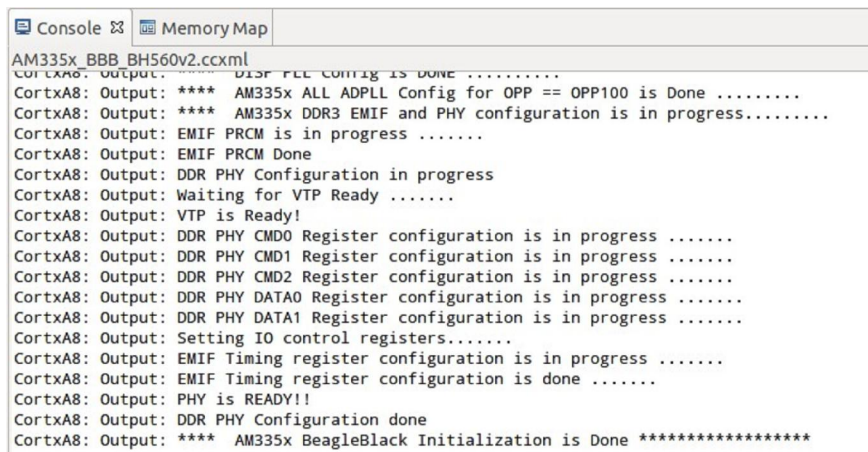 Console Memory Map
AM335x_BBB_BH560v2.ccxml
CortxA8: Output: **** DISP PLL Config is DONE ..........
CortxA8: Output: **** AM335x ALL ADPLL Config for OPP == OPP100 is Done .........
CortxA8: Output: **** AM335x DDR3 EMIF and PHY configuration is in progress.........
CortxA8: Output: EMIF PRCM is in progress .......
CortxA8: Output: EMIF PRCM Done
CortxA8: Output: DDR PHY Configuration in progress
CortxA8: Output: Waiting for VTP Ready .......
CortxA8: Output: VTP is Ready!
CortxA8: Output: DDR PHY CMD0 Register configuration is in progress .......
CortxA8: Output: DDR PHY CMD1 Register configuration is in progress .......
CortxA8: Output: DDR PHY CMD2 Register configuration is in progress .......
CortxA8: Output: DDR PHY DATA0 Register configuration is in progress .......
CortxA8: Output: DDR PHY DATA1 Register configuration is in progress .......
CortxA8: Output: Setting IO control registers.......
CortxA8: Output: EMIF Timing register configuration is in progress .......
CortxA8: Output: EMIF Timing register configuration is done .......
CortxA8: Output: PHY is READY!!
CortxA8: Output: DDR PHY Configuration done
CortxA8: Output: **** AM335x BeagleBlack Initialization is Done ******************